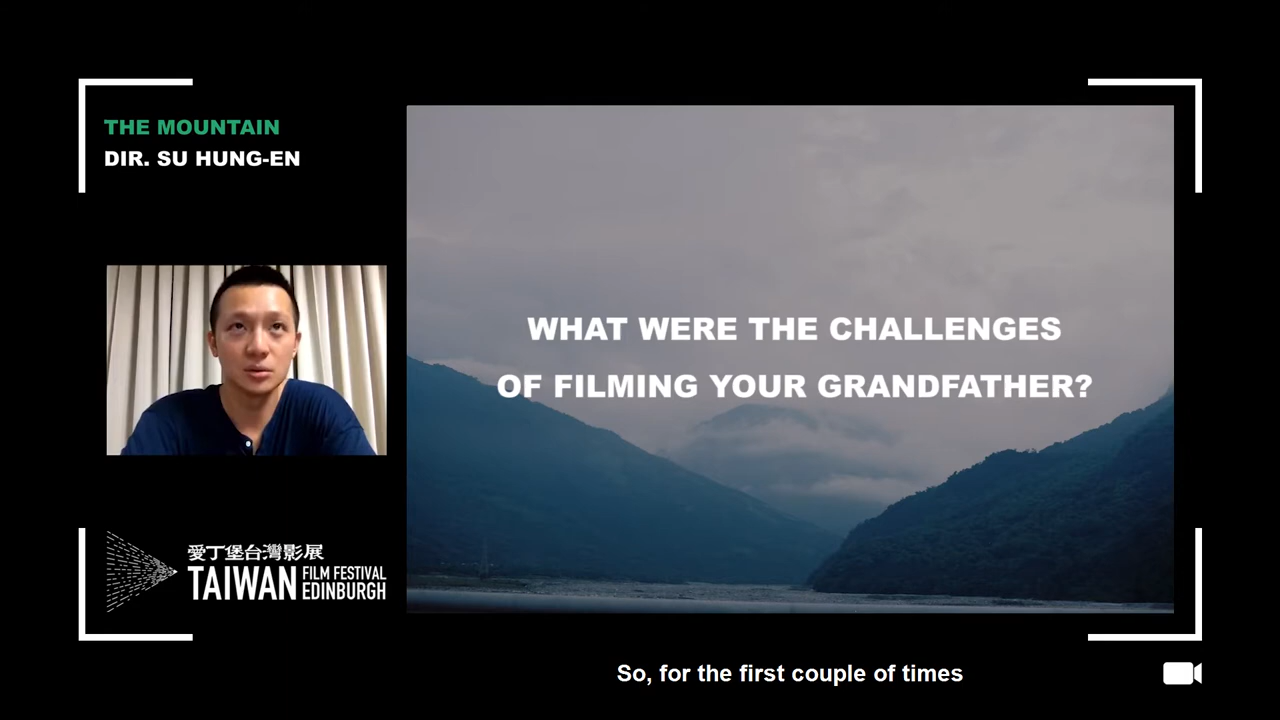 THE MOUNTAIN
DIR. SU HUNG-EN
WHAT WERE THE CHALLENGES
OF FILMING YOUR GRANDFATHER?
愛丁堡台灣影展
TAIWAN FILM FESTIVAL
EDINBURGH
So, for the first couple of times